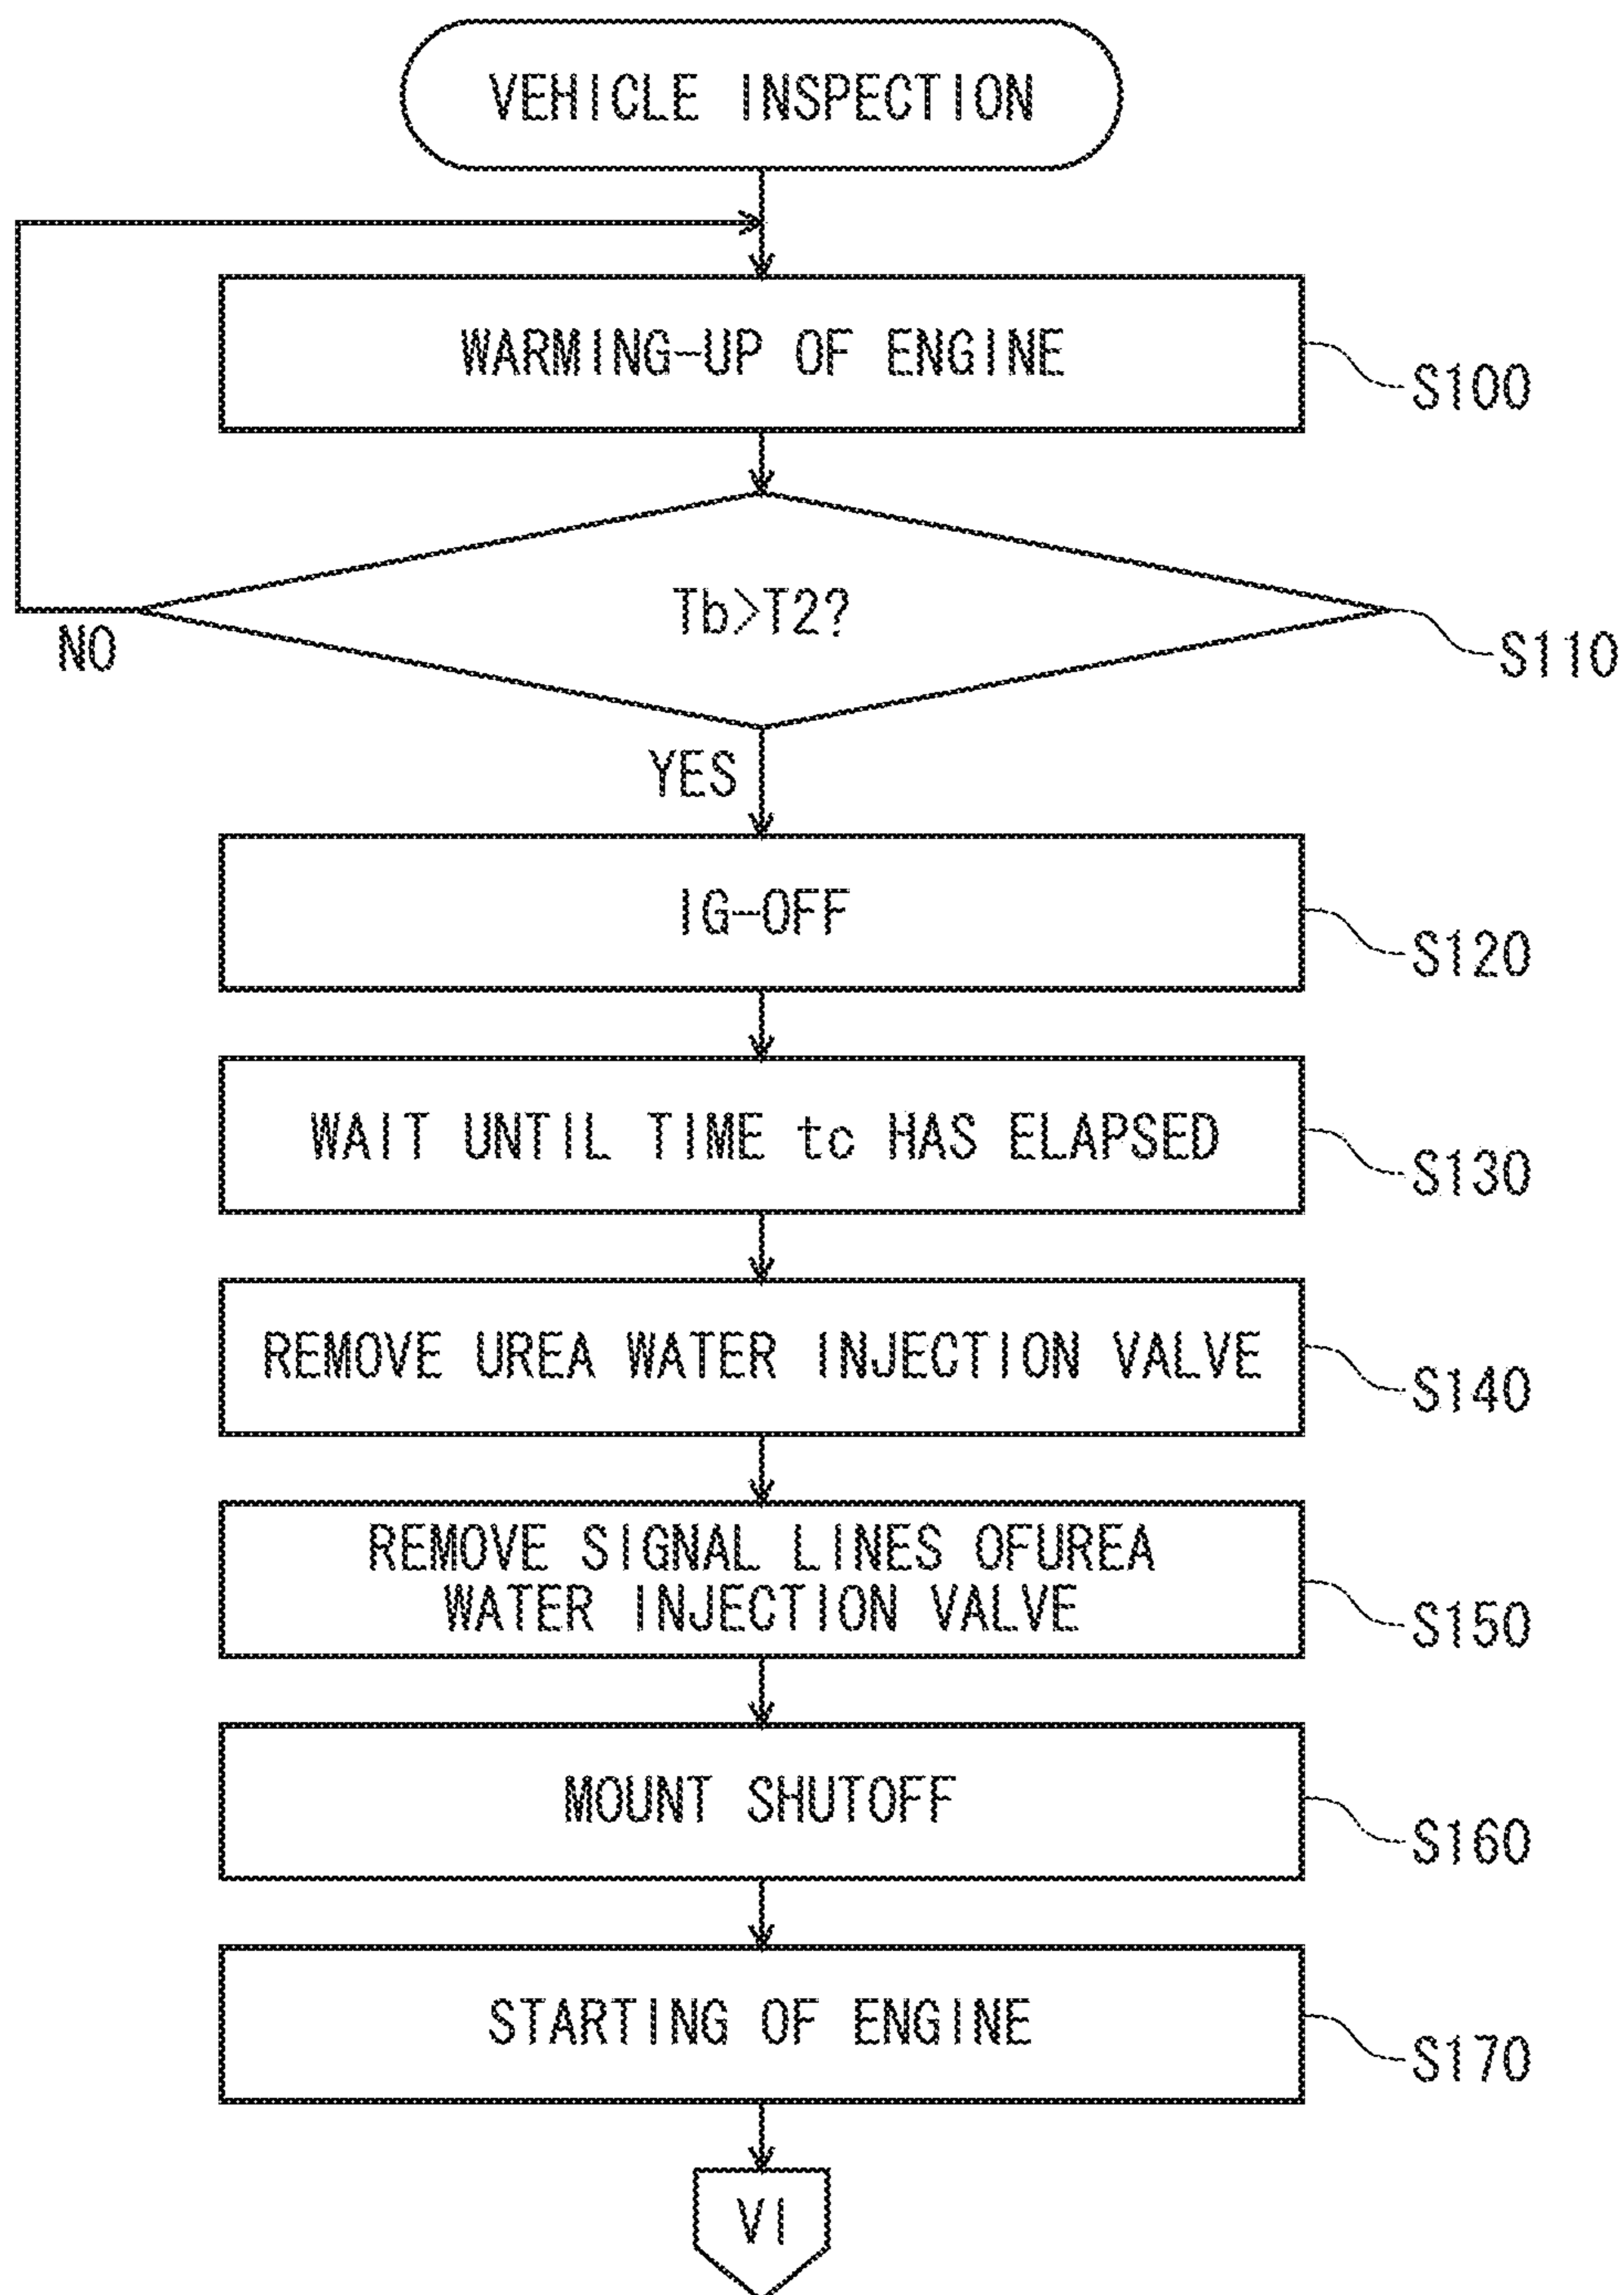 VEHICLE INSPECTION
WARMING-UP OF ENGINE
S100
Tb>T2?
S110
NO
YES
IG-OFF
S120
WAIT UNTIL TIME tc HAS ELAPSED
S130
REMOVE UREA WATER INJECTION VALVE
S140
REMOVE SIGNAL LINES OFUREA
WATER INJECTION VALVE
S150
MOUNT SHUTOFF
S160
STARTING OF ENGINE
S170
VI